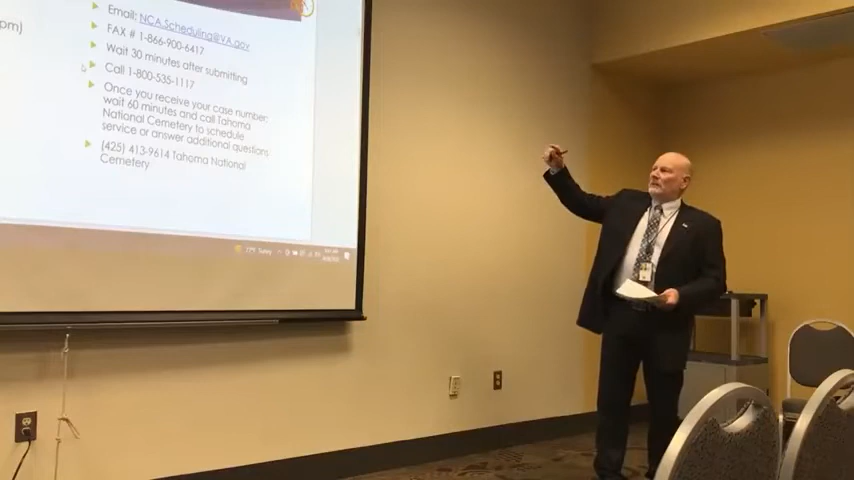 pm)
Email: NCA.Scheduling@VA.gov
FAX # 1-866-900-6417
Wait 30 minutes after submitting
Call 1-800-535-1117
Once you receive your case number:
wait 60 minutes and call Tahoma
National Cemetery to schedule
service or answer additional questions
(425) 413-9614 Tahoma National
Cemetery
Sunny